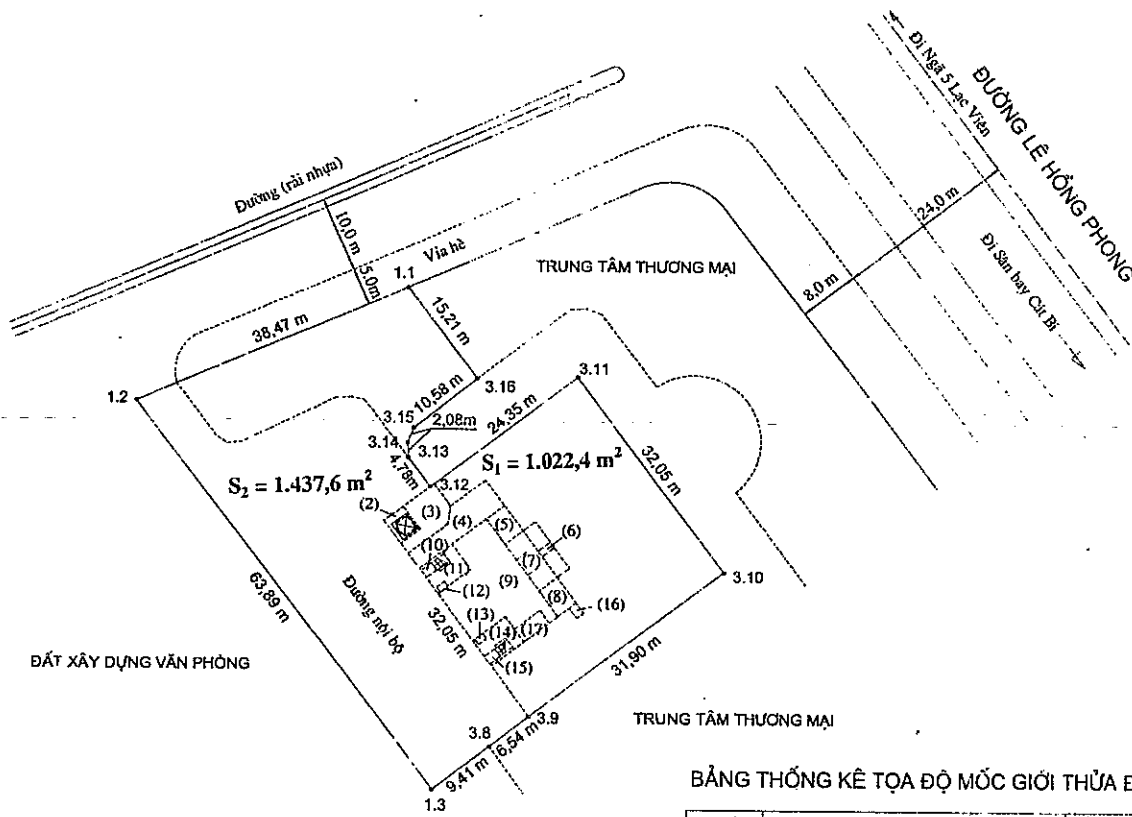 Đi Ngã 5 Lạc Viên
ĐƯỜNG LÊ HỒNG PHONG
Đường (rải nhựa)
10,0 m
5.0m
Vỉa hè
24,0 m
Đi Sân bay Cát Bi
1.1
TRUNG TÂM THƯƠNG MẠI
8,0 m
38,47 m
15,21 m
1.2
3.16
3.11
10,58 m
3.15
2,08m
24,35 m
3.14
3.13
4,78m
S₁ = 1.022,4 m²
32,05 m
S₂ = 1.437,6 m²
3.12
(2)
(3)
(4)
(5)
(6)
(10)
(11)
(7)
(9)
3.10
(12)
(8)
(16)
63,89 m
Đường nội bộ
32,05 m
(13)
(14)
(17)
(15)
31,90 m
ĐẤT XÂY DỰNG VĂN PHÒNG
3.9
TRUNG TÂM THƯƠNG MẠI
3.8
6,54 m
9,41 m
1.3
BẢNG THỐNG KÊ TỌA ĐỘ MỐC GIỚI THỬA Đ